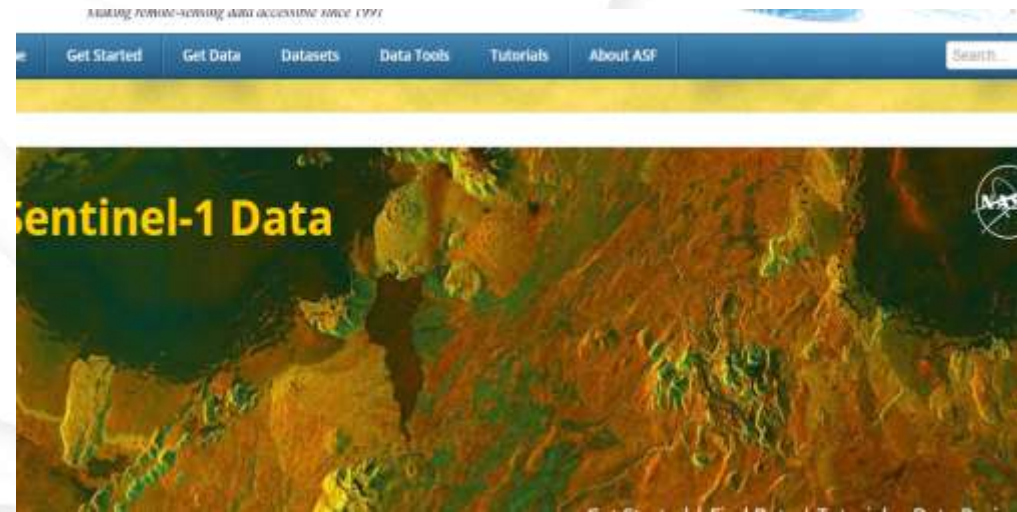 Making remote-sensing data accessible since 1991
Get Started Get Data Datasets Data Tools Tutorials About ASF Search...
Sentinel-1 Data
NASA